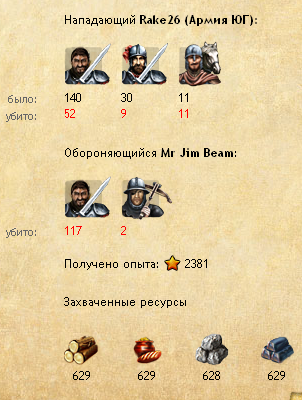 Нападающий Rake26 (Армия ЮГ):
было: 140 30 11
убито: 52 9 11
Обороняющийся Mr Jim Beam:
убито: 117 2
Получено опыта: 2381
Захваченные ресурсы
629 629 628 629